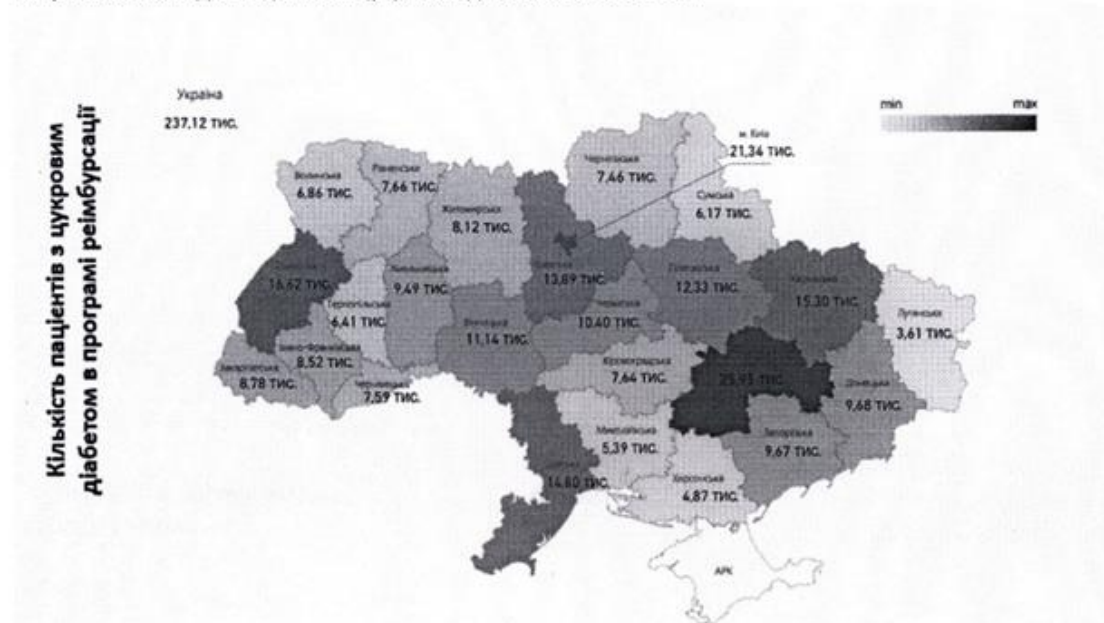 Кількість пацієнтів з цукровим
діабетом в програмі реімбурсації
Україна
237,12 ТИС.
min max
м. Київ
21,34 ТИС.
Волинська
6,86 ТИС.
Рівненська
7,66 ТИС.
Житомирська
8,12 ТИС.
Чернігівська
7,46 ТИС.
Сумська
6,17 ТИС.
16,62 ТИС.
Тернопільська
6,41 ТИС.
Хмельницька
9,49 ТИС.
Вінницька
11,14 ТИС.
13,89 ТИС.
Черкаська
10,40 ТИС.
Полтавська
12,33 ТИС.
Харківська
15,30 ТИС.
Луганська
3,61 ТИС.
Закарпатська
8,78 ТИС.
Івано-Франківська
8,52 ТИС.
Чернівецька
7,59 ТИС.
Кіровоградська
7,64 ТИС.
ТИС.
Донецька
9,68 ТИС.
Запорізька
9,67 ТИС.
Миколаївська
5,39 ТИС.
Херсонська
4,87 ТИС.
14,80 ТИС.
АРК